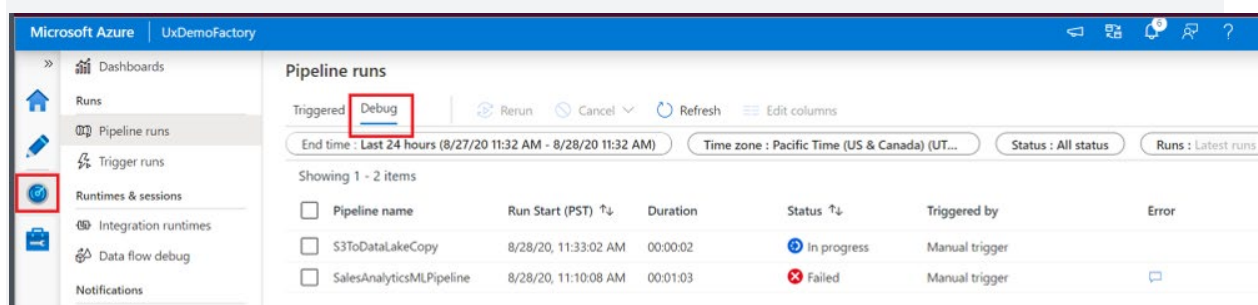 Microsoft Azure UxDemoFactory 6 ?
» Dashboards
Runs
Pipeline runs
Trigger runs
Runtimes & sessions
Integration runtimes
Data flow debug
Notifications
Pipeline runs
Triggered Debug Rerun Cancel Refresh Edit columns
End time : Last 24 hours (8/27/20 11:32 AM - 8/28/20 11:32 AM) Time zone : Pacific Time (US & Canada) (UT... Status : All status Runs : Latest runs
Showing 1 - 2 items
Pipeline name Run Start (PST) ↑↓ Duration Status ↑↓ Triggered by Error
S3ToDataLakeCopy 8/28/20, 11:33:02 AM 00:00:02 In progress Manual trigger
SalesAnalyticsMLPipeline 8/28/20, 11:10:08 AM 00:01:03 Failed Manual trigger